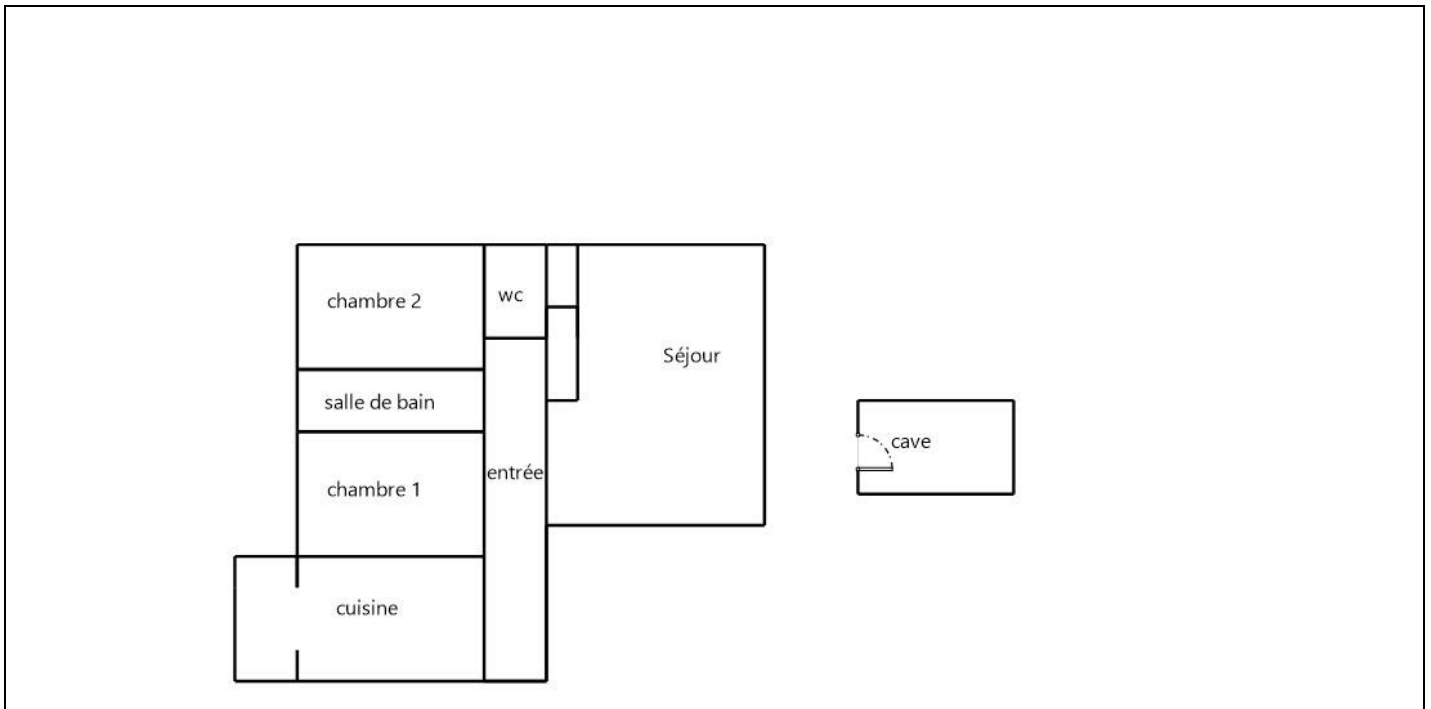 chambre 2
wc
Séjour
salle de bain
cave
entrée
chambre 1
cuisine